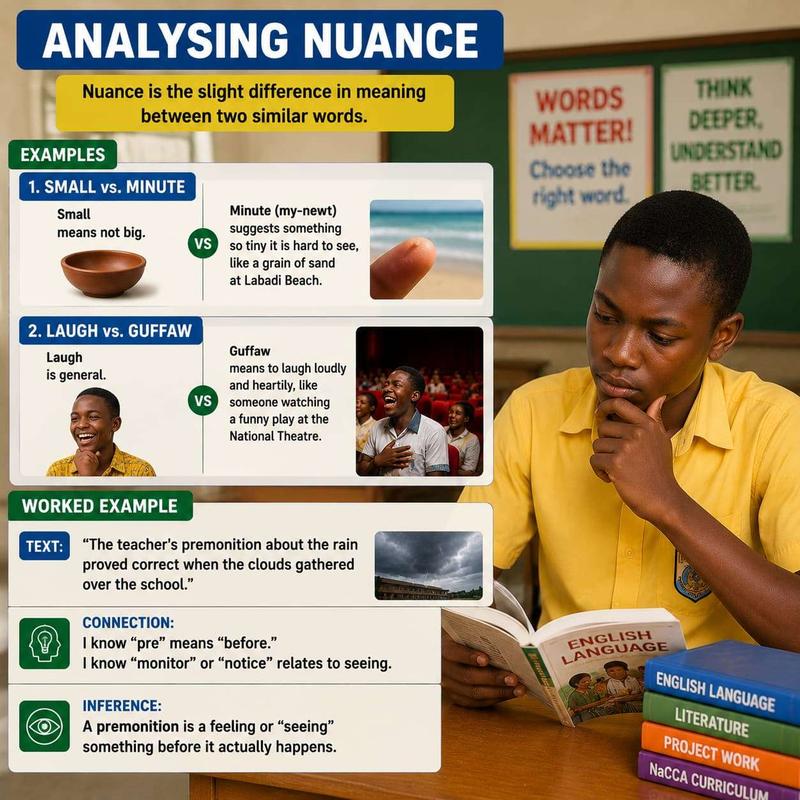 ANALYSING NUANCE
Nuance is the slight difference in meaning
between two similar words.
EXAMPLES
1. SMALL vs. MINUTE
Small
means not big.
VS
Minute (my-newt)
suggests something
so tiny it is hard to see,
like a grain of sand
at Labadi Beach.
2. LAUGH vs. GUFFAW
Laugh
is general.
VS
Guffaw
means to laugh loudly
and heartily, like
someone watching
a funny play at the
National Theatre.
WORKED EXAMPLE
TEXT:
“The teacher's premonition about the rain
proved correct when the clouds gathered
over the school.”
CONNECTION:
I know “pre” means “before.”
I know “monitor” or “notice” relates to seeing.
INFERENCE:
A premonition is a feeling or “seeing”
something before it actually happens.
WORDS
MATTER!
Choose the
right word.
THINK
DEEPER,
UNDERSTAND
BETTER.
ENGLISH
LANGUAGE
ENGLISH LANGUAGE
LITERATURE
PROJECT WORK
NaCCA CURRICULUM